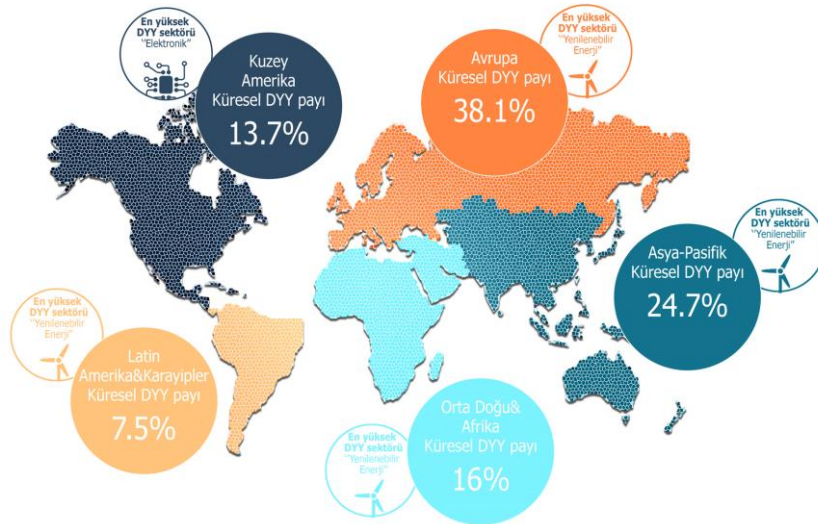 En yüksek
DYY sektörü
"Elektronik"
Kuzey
Amerika
Küresel DYY payı
13.7%
En yüksek
DYY sektörü
"Yenilenebilir
Enerji"
Avrupa
Küresel DYY payı
38.1%
En yüksek
DYY sektörü
"Yenilenebilir
Enerji"
Asya-Pasifik
Küresel DYY payı
24.7%
En yüksek
DYY sektörü
"Yenilenebilir
Enerji"
Latin
Amerika&Karayipler
Küresel DYY payı
7.5%
En yüksek
DYY sektörü
"Yenilenebilir
Enerji"
Orta Doğu&
Afrika
Küresel DYY payı
16%